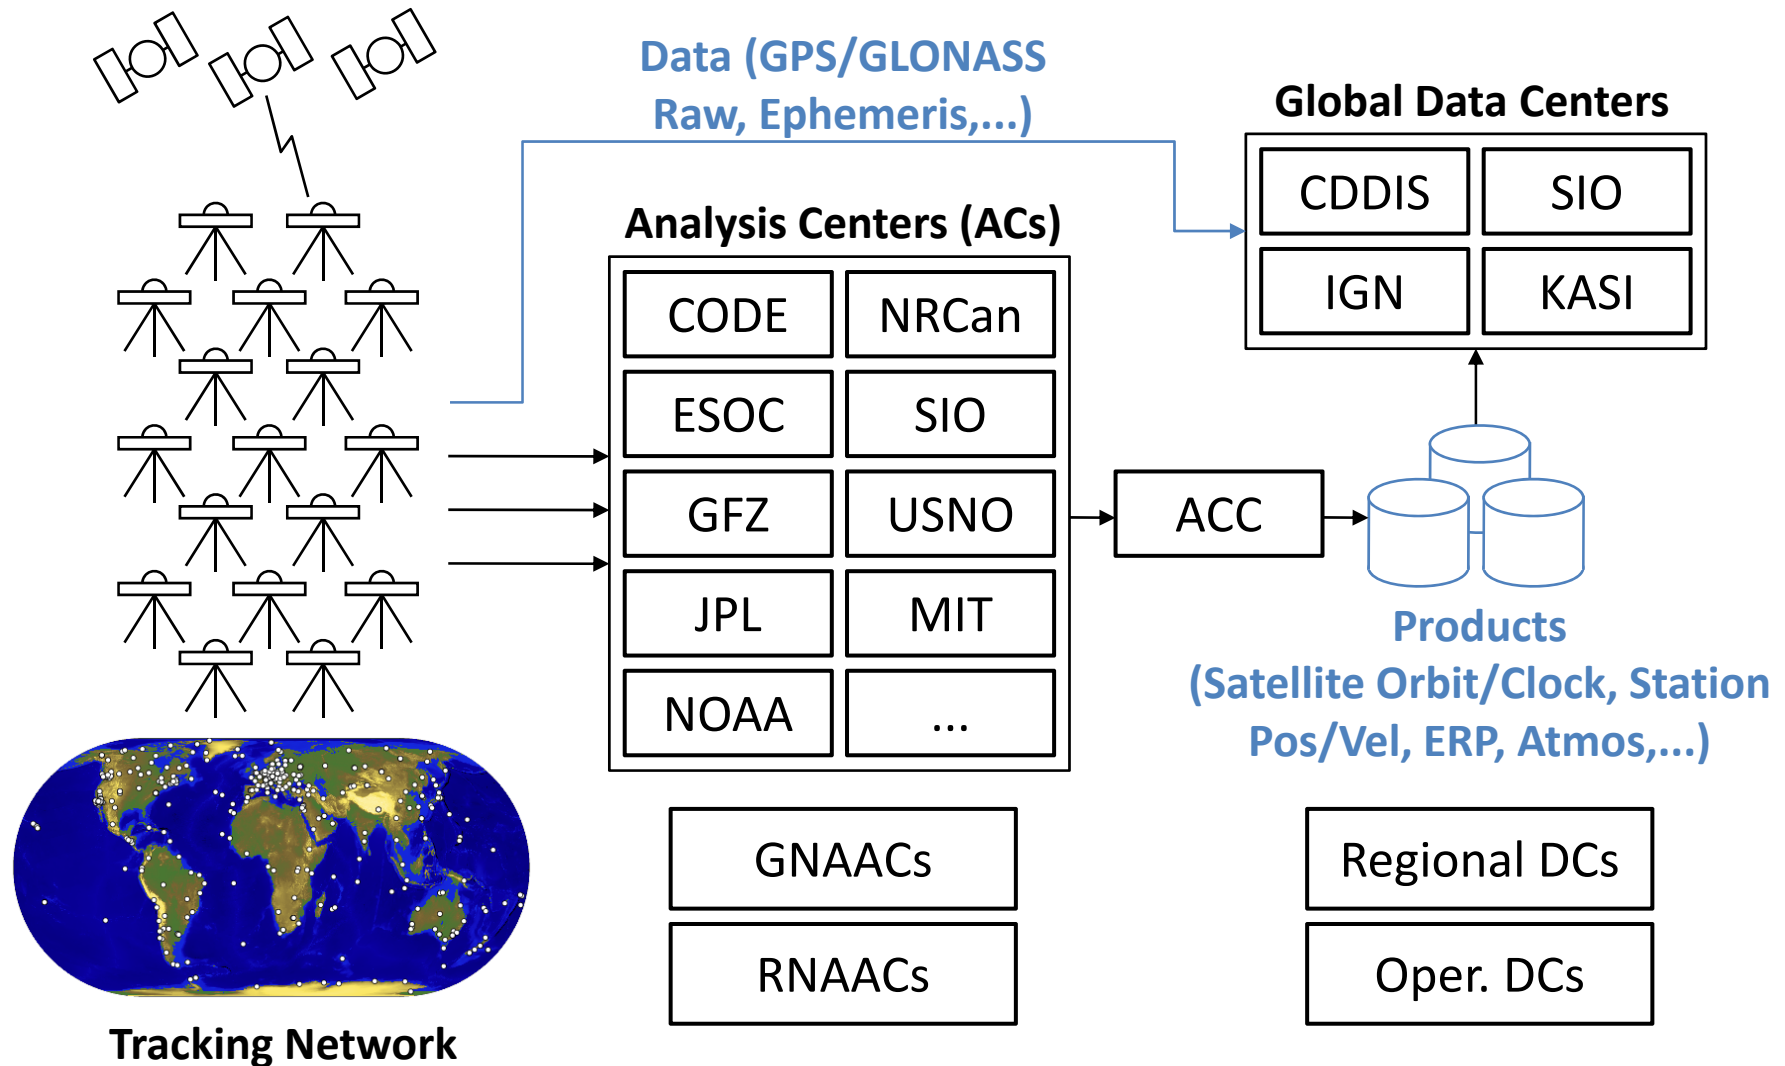 Data (GPS/GLONASS
Raw, Ephemeris,...)
Global Data Centers
CDDIS
SIO
IGN
KASI
Analysis Centers (ACs)
CODE
NRCan
ESOC
SIO
GFZ
USNO
JPL
MIT
NOAA
...
ACC
Products
(Satellite Orbit/Clock, Station
Pos/Vel, ERP, Atmos,...)
GNAACs
RNAACs
Regional DCs
Oper. DCs
Tracking Network